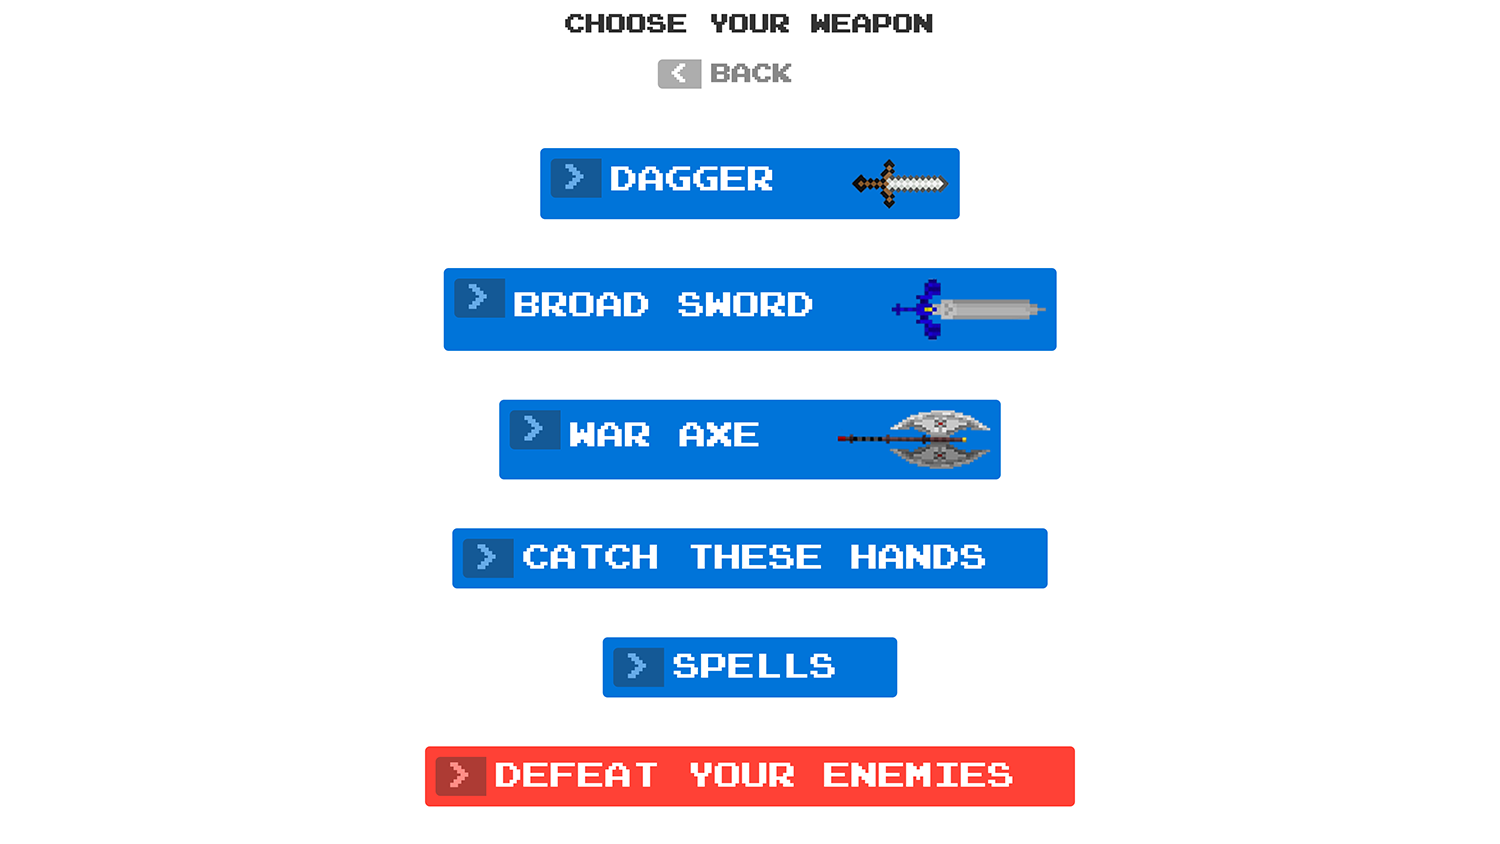 CHOOSE YOUR WEAPON
BACK
DAGGER
BROAD SWORD
WAR AXE
CATCH THESE HANDS
SPELLS
DEFEAT YOUR ENEMIES